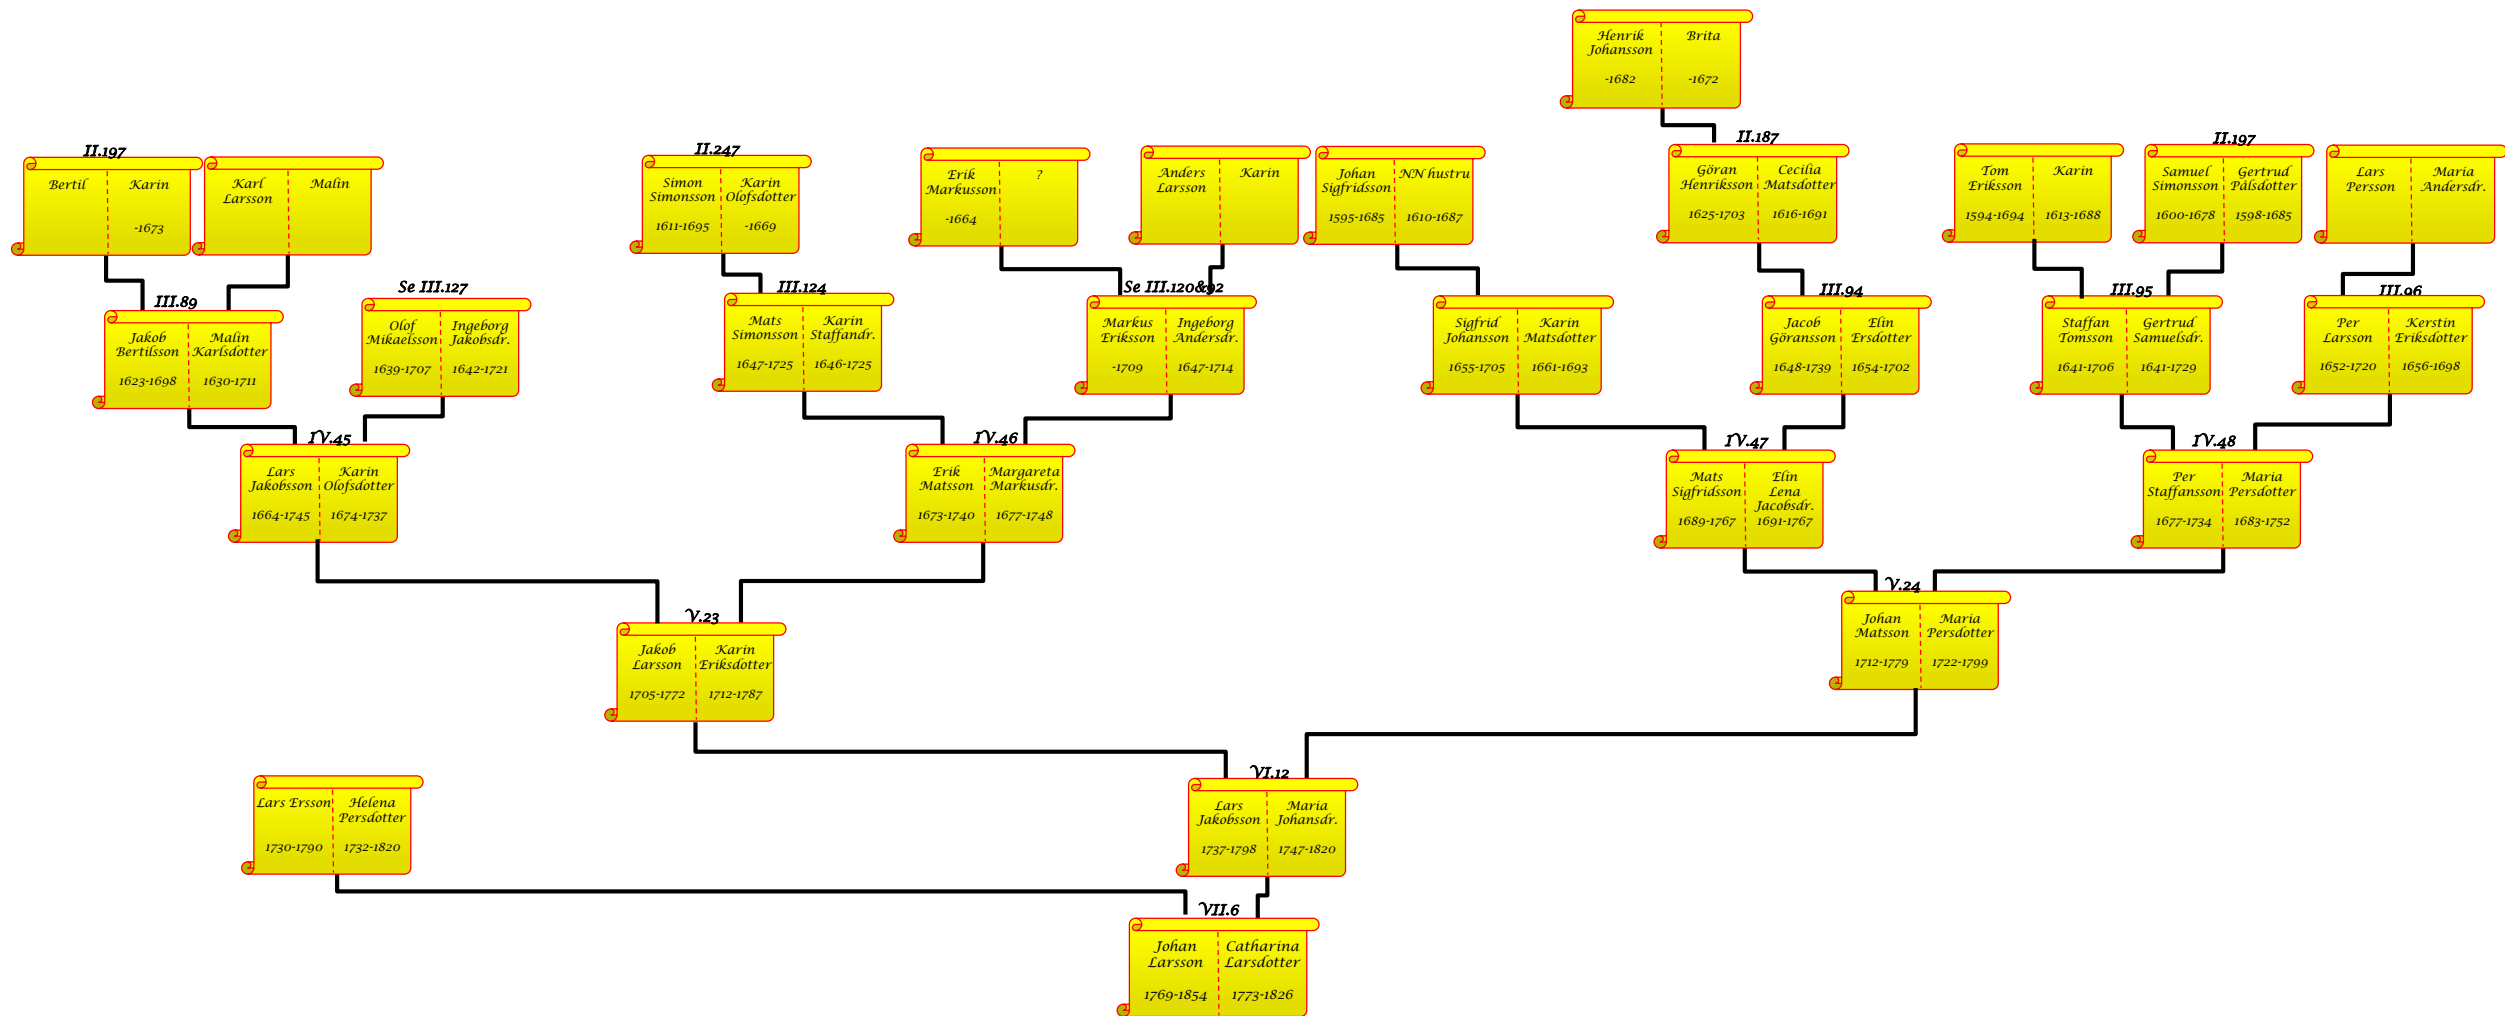 Henrik
Johansson
-1682
Brita
-1672
II.197
Bertil
Karin
-1673
Karl
Larsson
Malin
II.247
Simon
Simonsson
1611-1695
Karin
Olofsdotter
-1669
Erik
Markusson
-1664
?
Anders
Larsson
Karin
Johan
Sigfridsson
1595-1685
NN hustru
1610-1687
II.187
Göran
Henriksson
1625-1703
Cecilia
Matsdotter
1616-1691
Tom
Eriksson
1594-1694
Karin
1613-1688
II.197
Samuel
Simonsson
1600-1678
Gertrud
Pålsdotter
1598-1685
Lars
Persson
Maria
Andersdr.
III.89
Jakob
Bertilsson
1623-1698
Malin
Karlsdotter
1630-1711
Se III.127
Olof
Mikaelsson
1639-1707
Ingeborg
Jakobsdr.
1642-1721
III.124
Mats
Simonsson
1647-1725
Karin
Staffandr.
1646-1725
Se III.120&92
Markus
Eriksson
-1709
Ingeborg
Andersdr.
1647-1714
Sigfrid
Johansson
1655-1705
Karin
Matsdotter
1661-1693
III.94
Jacob
Göransson
1648-1739
Elin
Ersdotter
1654-1702
III.95
Staffan
Tomsson
1641-1706
Gertrud
Samuelsdr.
1641-1729
III.96
Per
Larsson
1652-1720
Kerstin
Eriksdotter
1656-1698
IV.45
Lars
Jakobsson
1664-1745
Karin
Olofsdotter
1674-1737
IV.46
Erik
Matsson
1673-1740
Margareta
Markusdr.
1677-1748
IV.47
Mats
Sigfridsson
1689-1767
Elin
Lena
Jacobsdr.
1691-1767
IV.48
Per
Staffansson
1677-1734
Maria
Persdotter
1683-1752
V.23
Jakob
Larsson
1705-1772
Karin
Eriksdotter
1712-1787
V.24
Johan
Matsson
1712-1779
Maria
Persdotter
1722-1799
Lars Ersson
1730-1790
Helena
Persdotter
1732-1820
VI.12
Lars
Jakobsson
1737-1798
Maria
Johansdr.
1747-1820
VII.6
Johan
Larsson
1769-1854
Catharina
Larsdotter
1773-1826